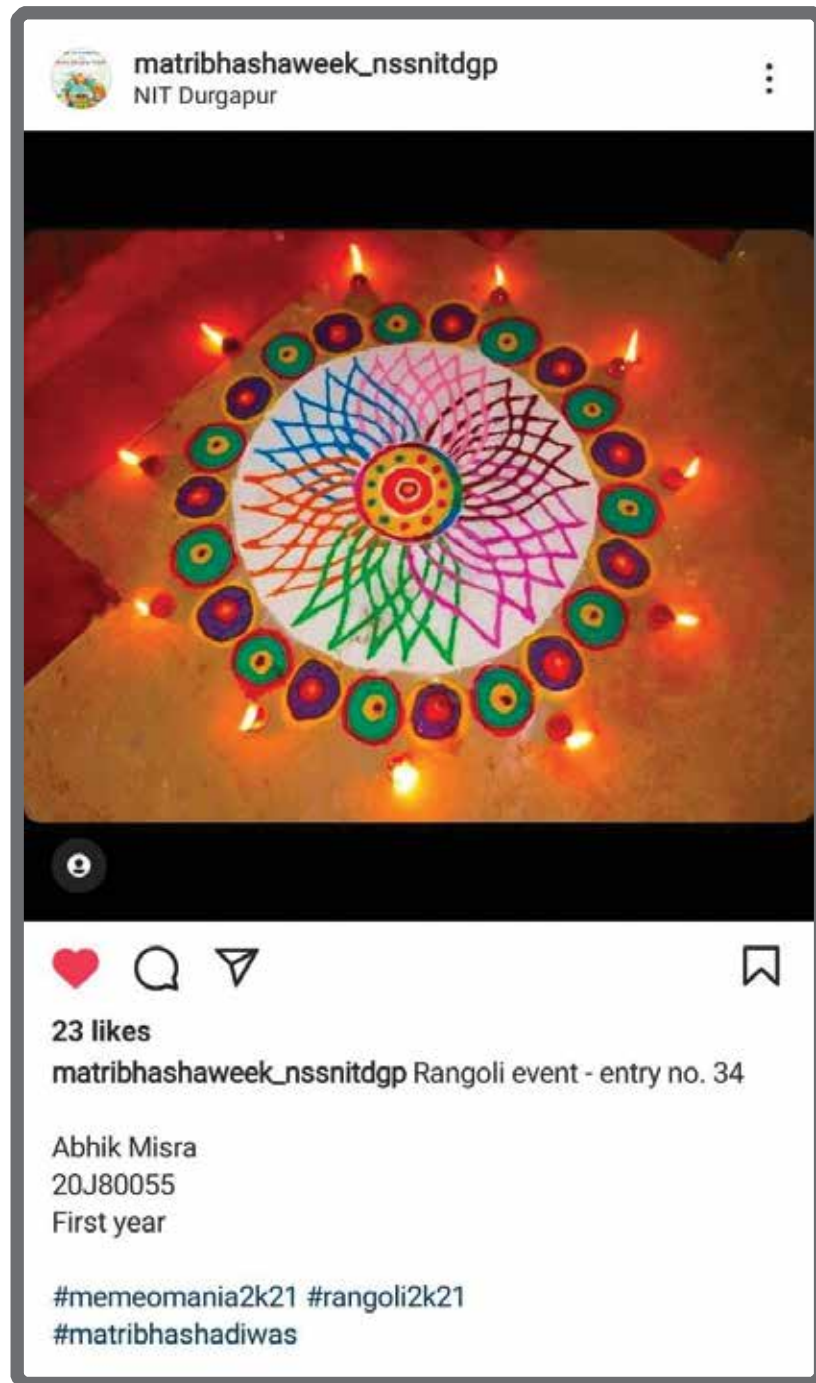 matribhashaweek_nssnitdgp
NIT Durgapur
23 likes
matribhashaweek_nssnitdgp Rangoli event - entry no. 34
Abhik Misra
20J80055
First year
#memeomania2k21 #rangoli2k21
#matribhashadiwas